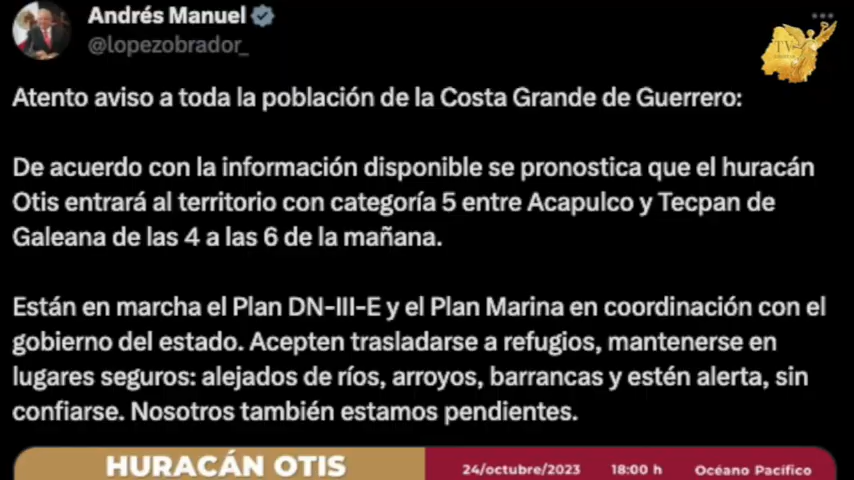 Andrés Manuel
@lopezobrador_
TV
Atento aviso a toda la población de la Costa Grande de Guerrero:
De acuerdo con la información disponible se pronostica que el huracán
Otis entrará al territorio con categoría 5 entre Acapulco y Tecpan de
Galeana de las 4 a las 6 de la mañana.
Están en marcha el Plan DN-III-E y el Plan Marina en coordinación con el
gobierno del estado. Acepten trasladarse a refugios, mantenerse en
lugares seguros: alejados de ríos, arroyos, barrancas y estén alerta, sin
confiarse. Nosotros también estamos pendientes.
HURACÁN OTIS
24/octubre/2023 18:00 h Océano Pacífico